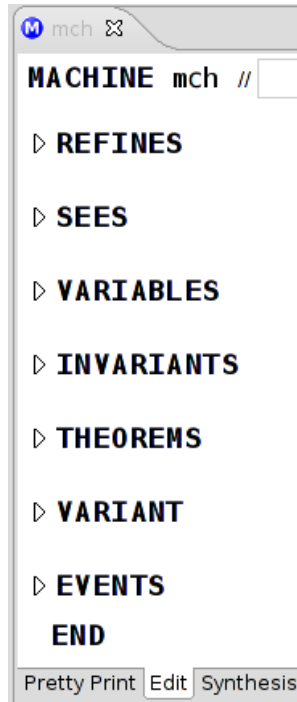 M mch
MACHINE mch //
REFINES
SEES
VARIABLES
INVARIANTS
THEOREMS
VARIANT
EVENTS
END
Pretty Print Edit Synthesis